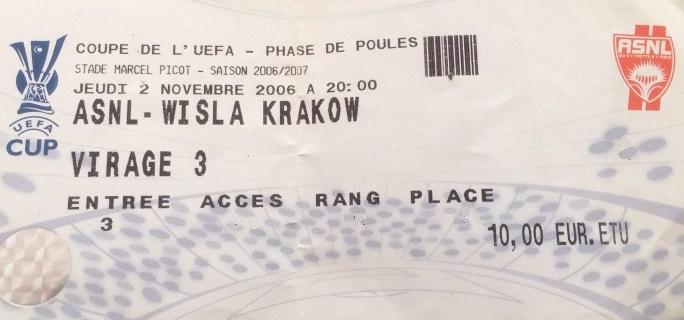 COUPE DE L'UEFA - PHASE DE POULES
STADE MARCEL PICOT - SAISON 2006/2007
JEUDI 2 NOVEMBRE 2006 A 20:00
ASNL-WISLA KRAKOW
VIRAGE 3
ENTREE ACCES RANG PLACE
3
10,00 EUR.ETU
UEFA
CUP
ASNL